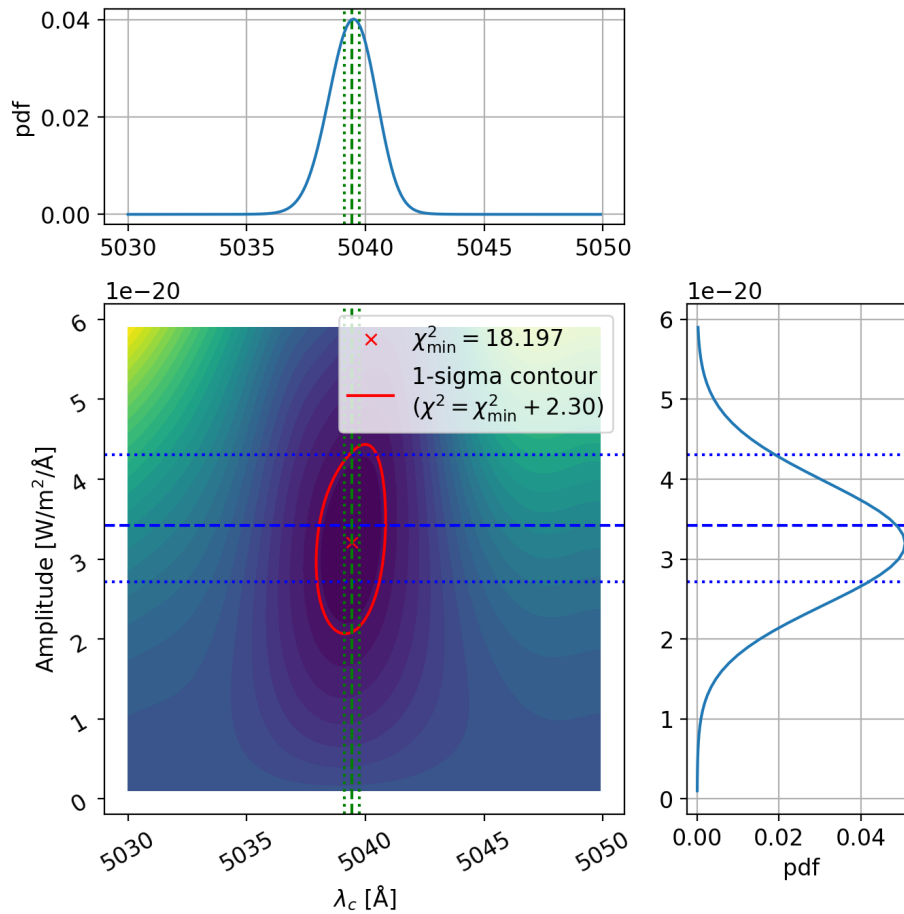 0.04
0.02
0.00
pdf
5030 5035 5040 5045 5050
1e−20
6
5
4
3
2
1
0
Amplitude [W/m²/Å]
χ²min = 18.197
1-sigma contour
(χ² = χ²min + 2.30)
5030 5035 5040 5045 5050
λc [Å]
1e−20
6
5
4
3
2
1
0
0.00 0.02 0.04
pdf